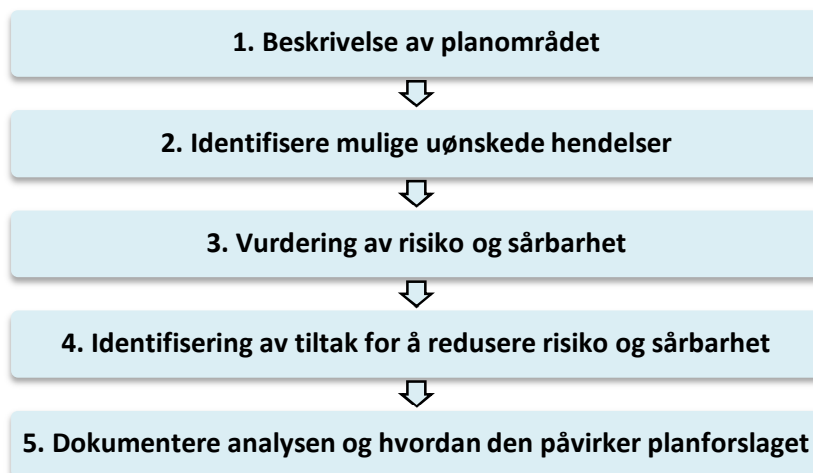 1. Beskrivelse av planområdet
2. Identifisere mulige uønskede hendelser
3. Vurdering av risiko og sårbarhet
4. Identifisering av tiltak for å redusere risiko og sårbarhet
5. Dokumentere analysen og hvordan den påvirker planforslaget